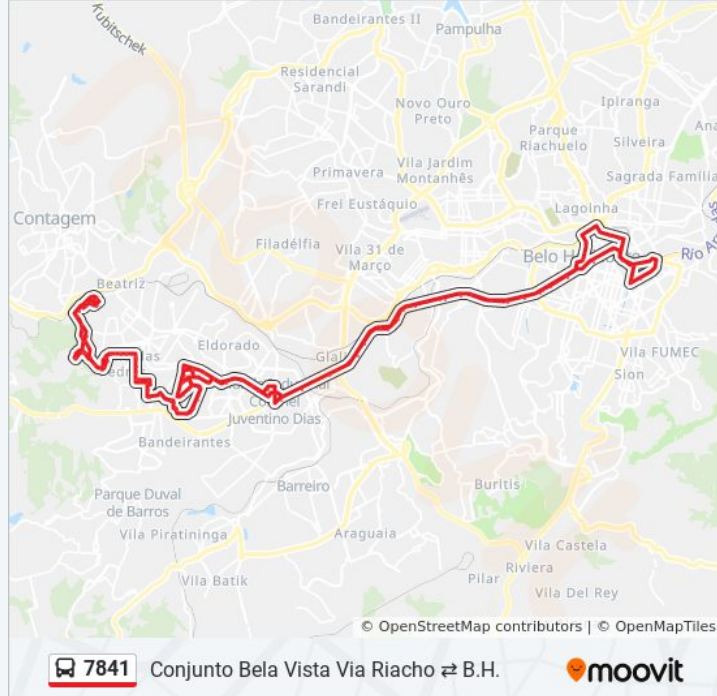 Kubitschek
Bandeirantes II
Pampulha
Residencial
Sarandi
Novo Ouro
Preto
Ipiranga
Parque
Riachuelo
Silveira
Primavera
Vila Jardim
Montanhês
Sagrada Família
Frei Eustáquio
Lagoinha
Contagem
Filadélfia
Vila 31 de
Março
Belo H
Beatriz
Eldorado
Vila FUMEC
Sion
Juventino Dias
Bandeirantes
Parque Duval
de Barros
Barreiro
Buritis
Vila Piratininga
Araguaia
Vila Castela
Riviera
Vila Batik
Pilar
Vila Del Rey
© OpenStreetMap contributors | © OpenMapTiles
7841 Conjunto Bela Vista Via Riacho ⇄ B.H.
moovit